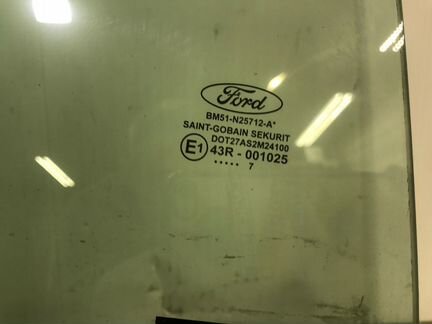 Ford
BM51-N25712-A*
SAINT-GOBAIN SEKURIT
DOT27AS2M24100
E1 43R - 001025
..... 7